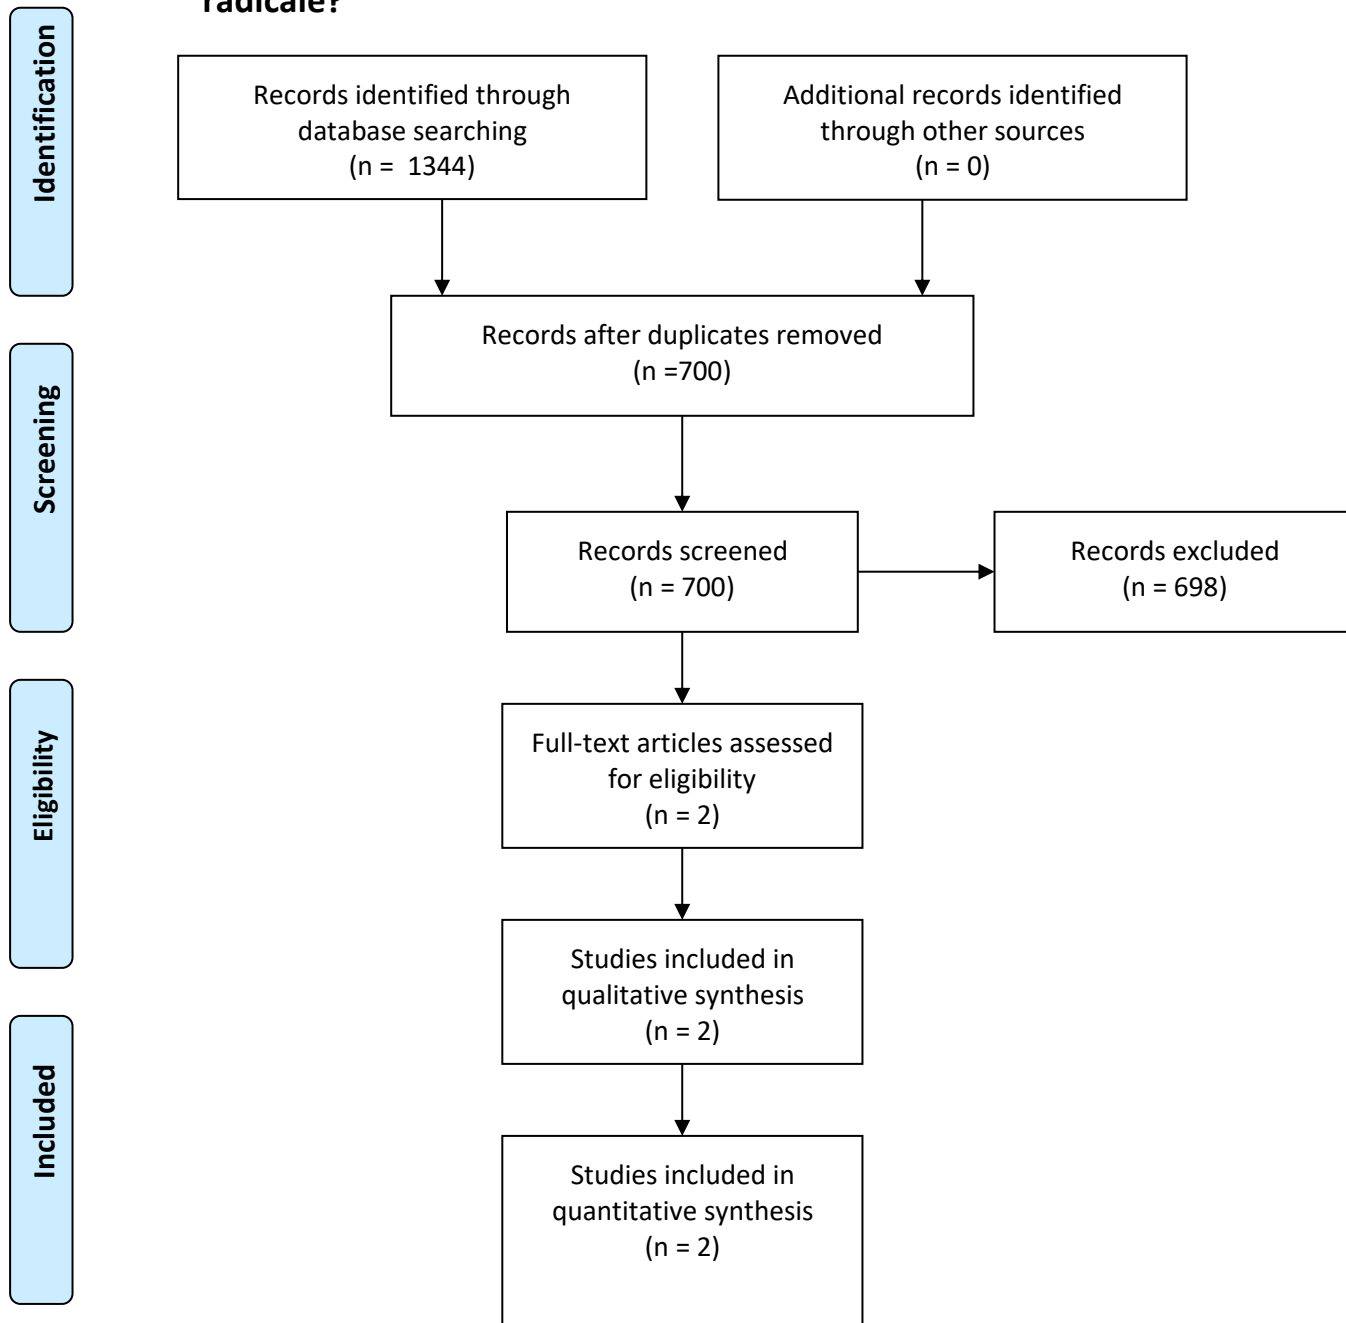 radicale?
Identification
Records identified through
database searching
(n =  1344)
Additional records identified
through other sources
(n = 0)
Records after duplicates removed
(n =700)
Screening
Records screened
(n = 700)
Records excluded
(n = 698)
Eligibility
Full-text articles assessed
for eligibility
(n = 2)
Studies included in
qualitative synthesis
(n = 2)
Included
Studies included in
quantitative synthesis
(n = 2)